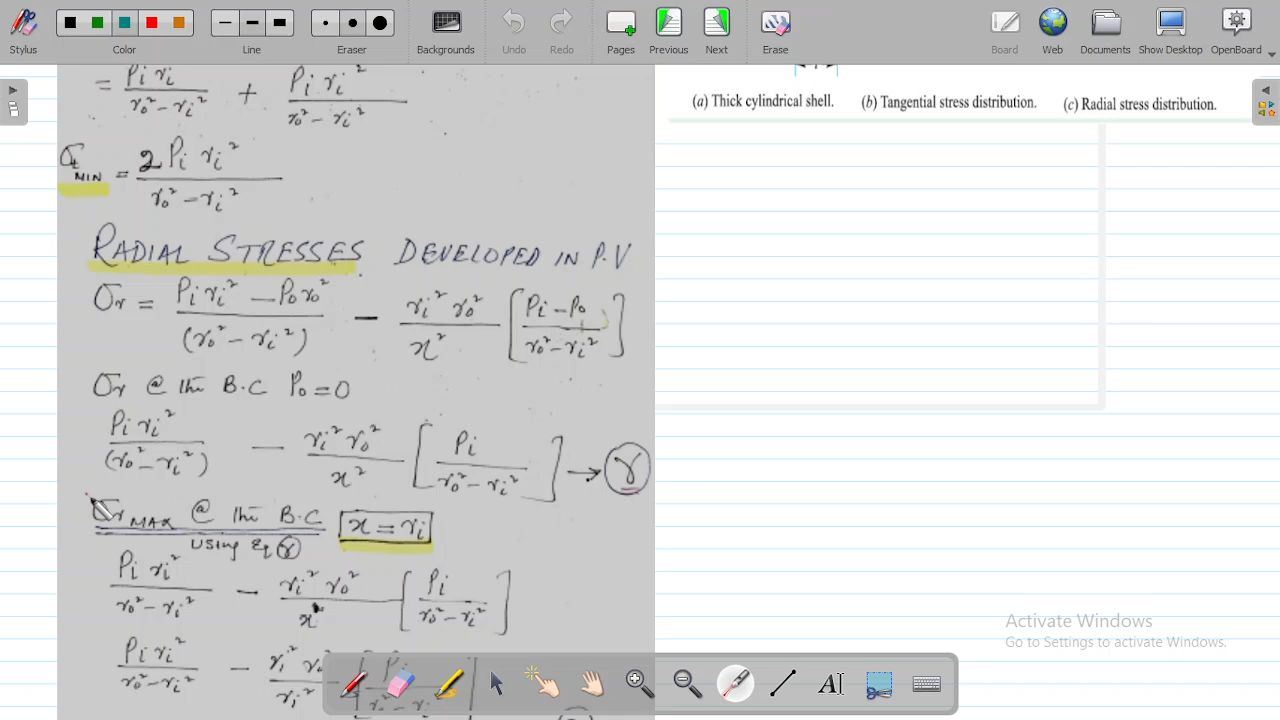 Stylus Color Line Eraser Backgrounds Undo Redo Pages Previous Next Erase Board Web Documents Show Desktop OpenBoard
= Pi ri / ro² − ri² + Pi ri² / ro² − ri²
σt MIN = 2 Pi ri² / ro² − ri²
RADIAL STRESSES DEVELOPED IN P.V
σr = Pi ri² − Po ro² / (ro² − ri²) − ri² ro² / x² [Pi − Po / ro² − ri²]
σr @ the B.C Po = 0
Pi ri² / (ro² − ri²) − ri² ro² / x² [Pi / ro² − ri²] → γ
σr MAX @ the B.C x = ri
using Eq γ
Pi ri² / ro² − ri² − ri² ro² / x² [Pi / ro² − ri²]
Pi ri² / ro² − ri² −
(a) Thick cylindrical shell. (b) Tangential stress distribution. (c) Radial stress distribution.
Activate Windows
Go to Settings to activate Windows.